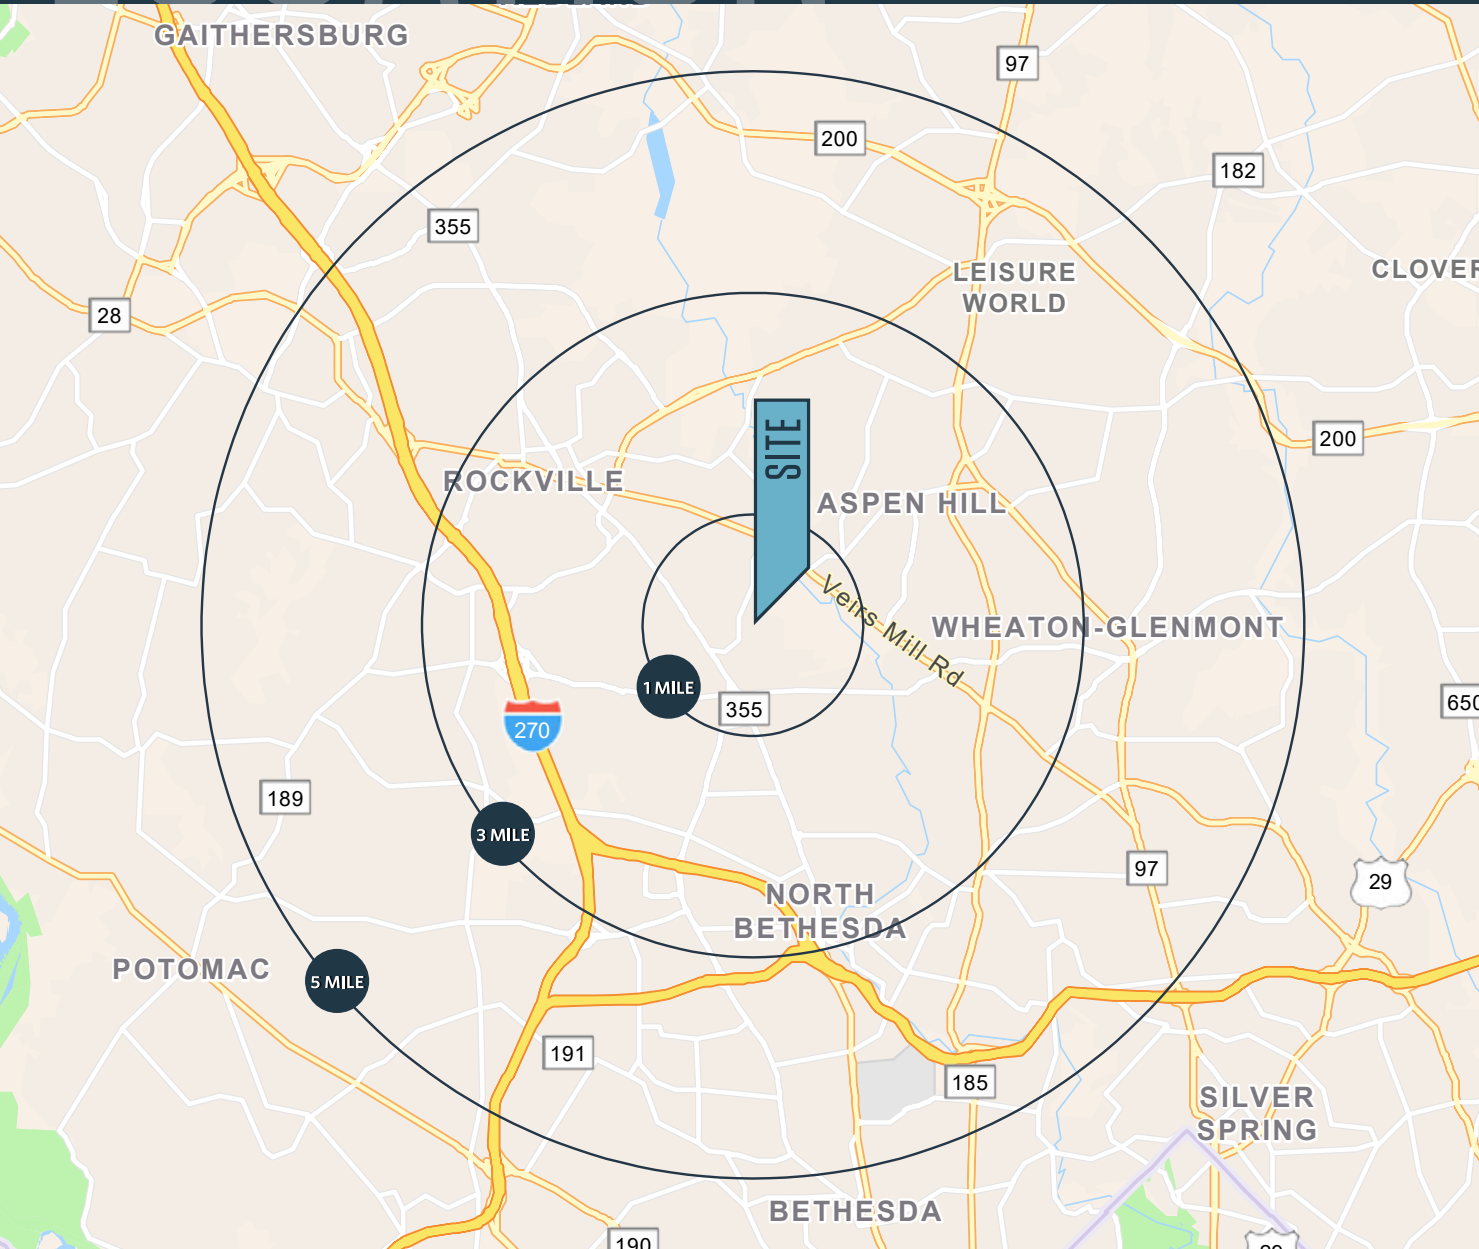 GAITHERSBURG
97
200
182
355
LEISURE
WORLD
28
SITE
200
ROCKVILLE
ASPEN HILL
Veirs Mill Rd
WHEATON-GLENMONT
1 MILE
355
270
189
3 MILE
97
29
NORTH
BETHESDA
POTOMAC
5 MILE
191
185
SILVER
SPRING
BETHESDA
190